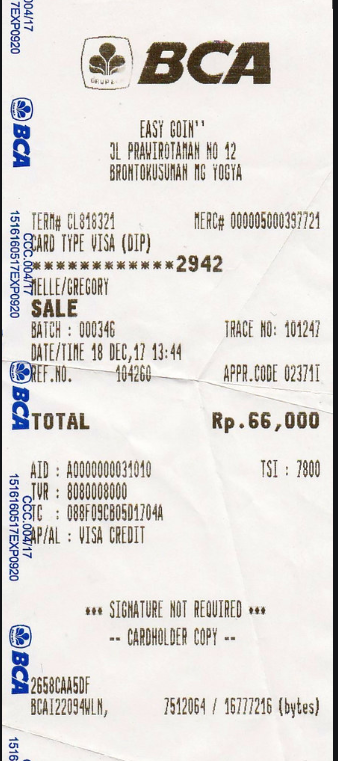 BCA
EASY GOIN''
JL PRAWIROTAMAN NO 12
BRONTOKUSUMAN MG YOGYA
TERM# CL818321 MERC# 000005000397721
CARD TYPE VISA (DIP)
************2942
MELLE/GREGORY
SALE
BATCH : 000346 TRACE NO: 101247
DATE/TIME 18 DEC,17 13:44
REF.NO. 104260 APPR.CODE 02371I
TOTAL Rp.66,000
AID : A0000000031010 TSI : 7800
TVR : 8080008000
TC : 088F09CB05D1704A
AP/AL : VISA CREDIT
*** SIGNATURE NOT REQUIRED ***
-- CARDHOLDER COPY --
2658CAA5DF
BCAI22094WLN, 7512064 / 16777216 (bytes)
004/17
7EXP0920
BCA
CCC.004/17
1516160517EXP0920
BCA
CCC.004/17
1516160517EXP0920
BCA
1516